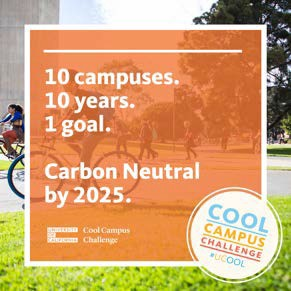 10 campuses.
10 years.
1 goal.
Carbon Neutral
by 2025.
UNIVERSITY
OF
CALIFORNIA
Cool Campus
Challenge
COOL
CAMPUS
CHALLENGE
#UCOOL